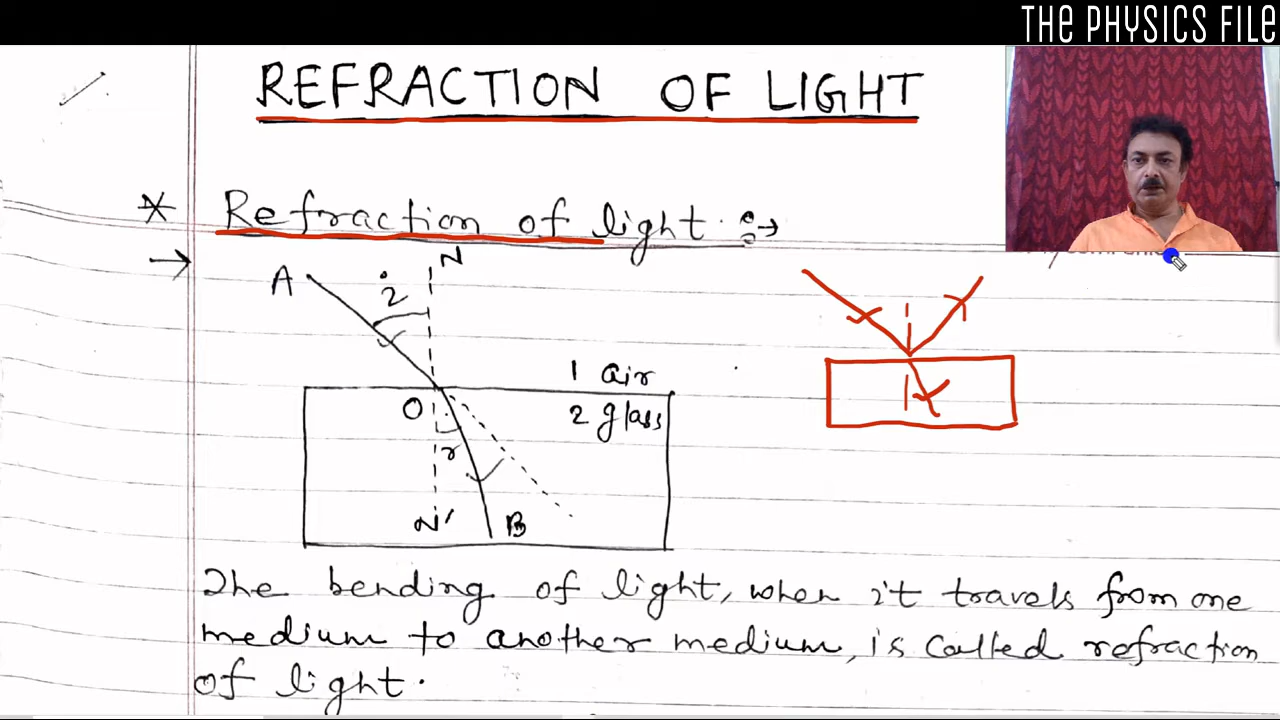 THE PHYSICS FILE
REFRACTION OF LIGHT
* Refraction of light :→
→
A
i
N
1 air
O
2 glass
r
N'
B
The bending of light, when it travels from one
medium to another medium, is called refraction
of light.